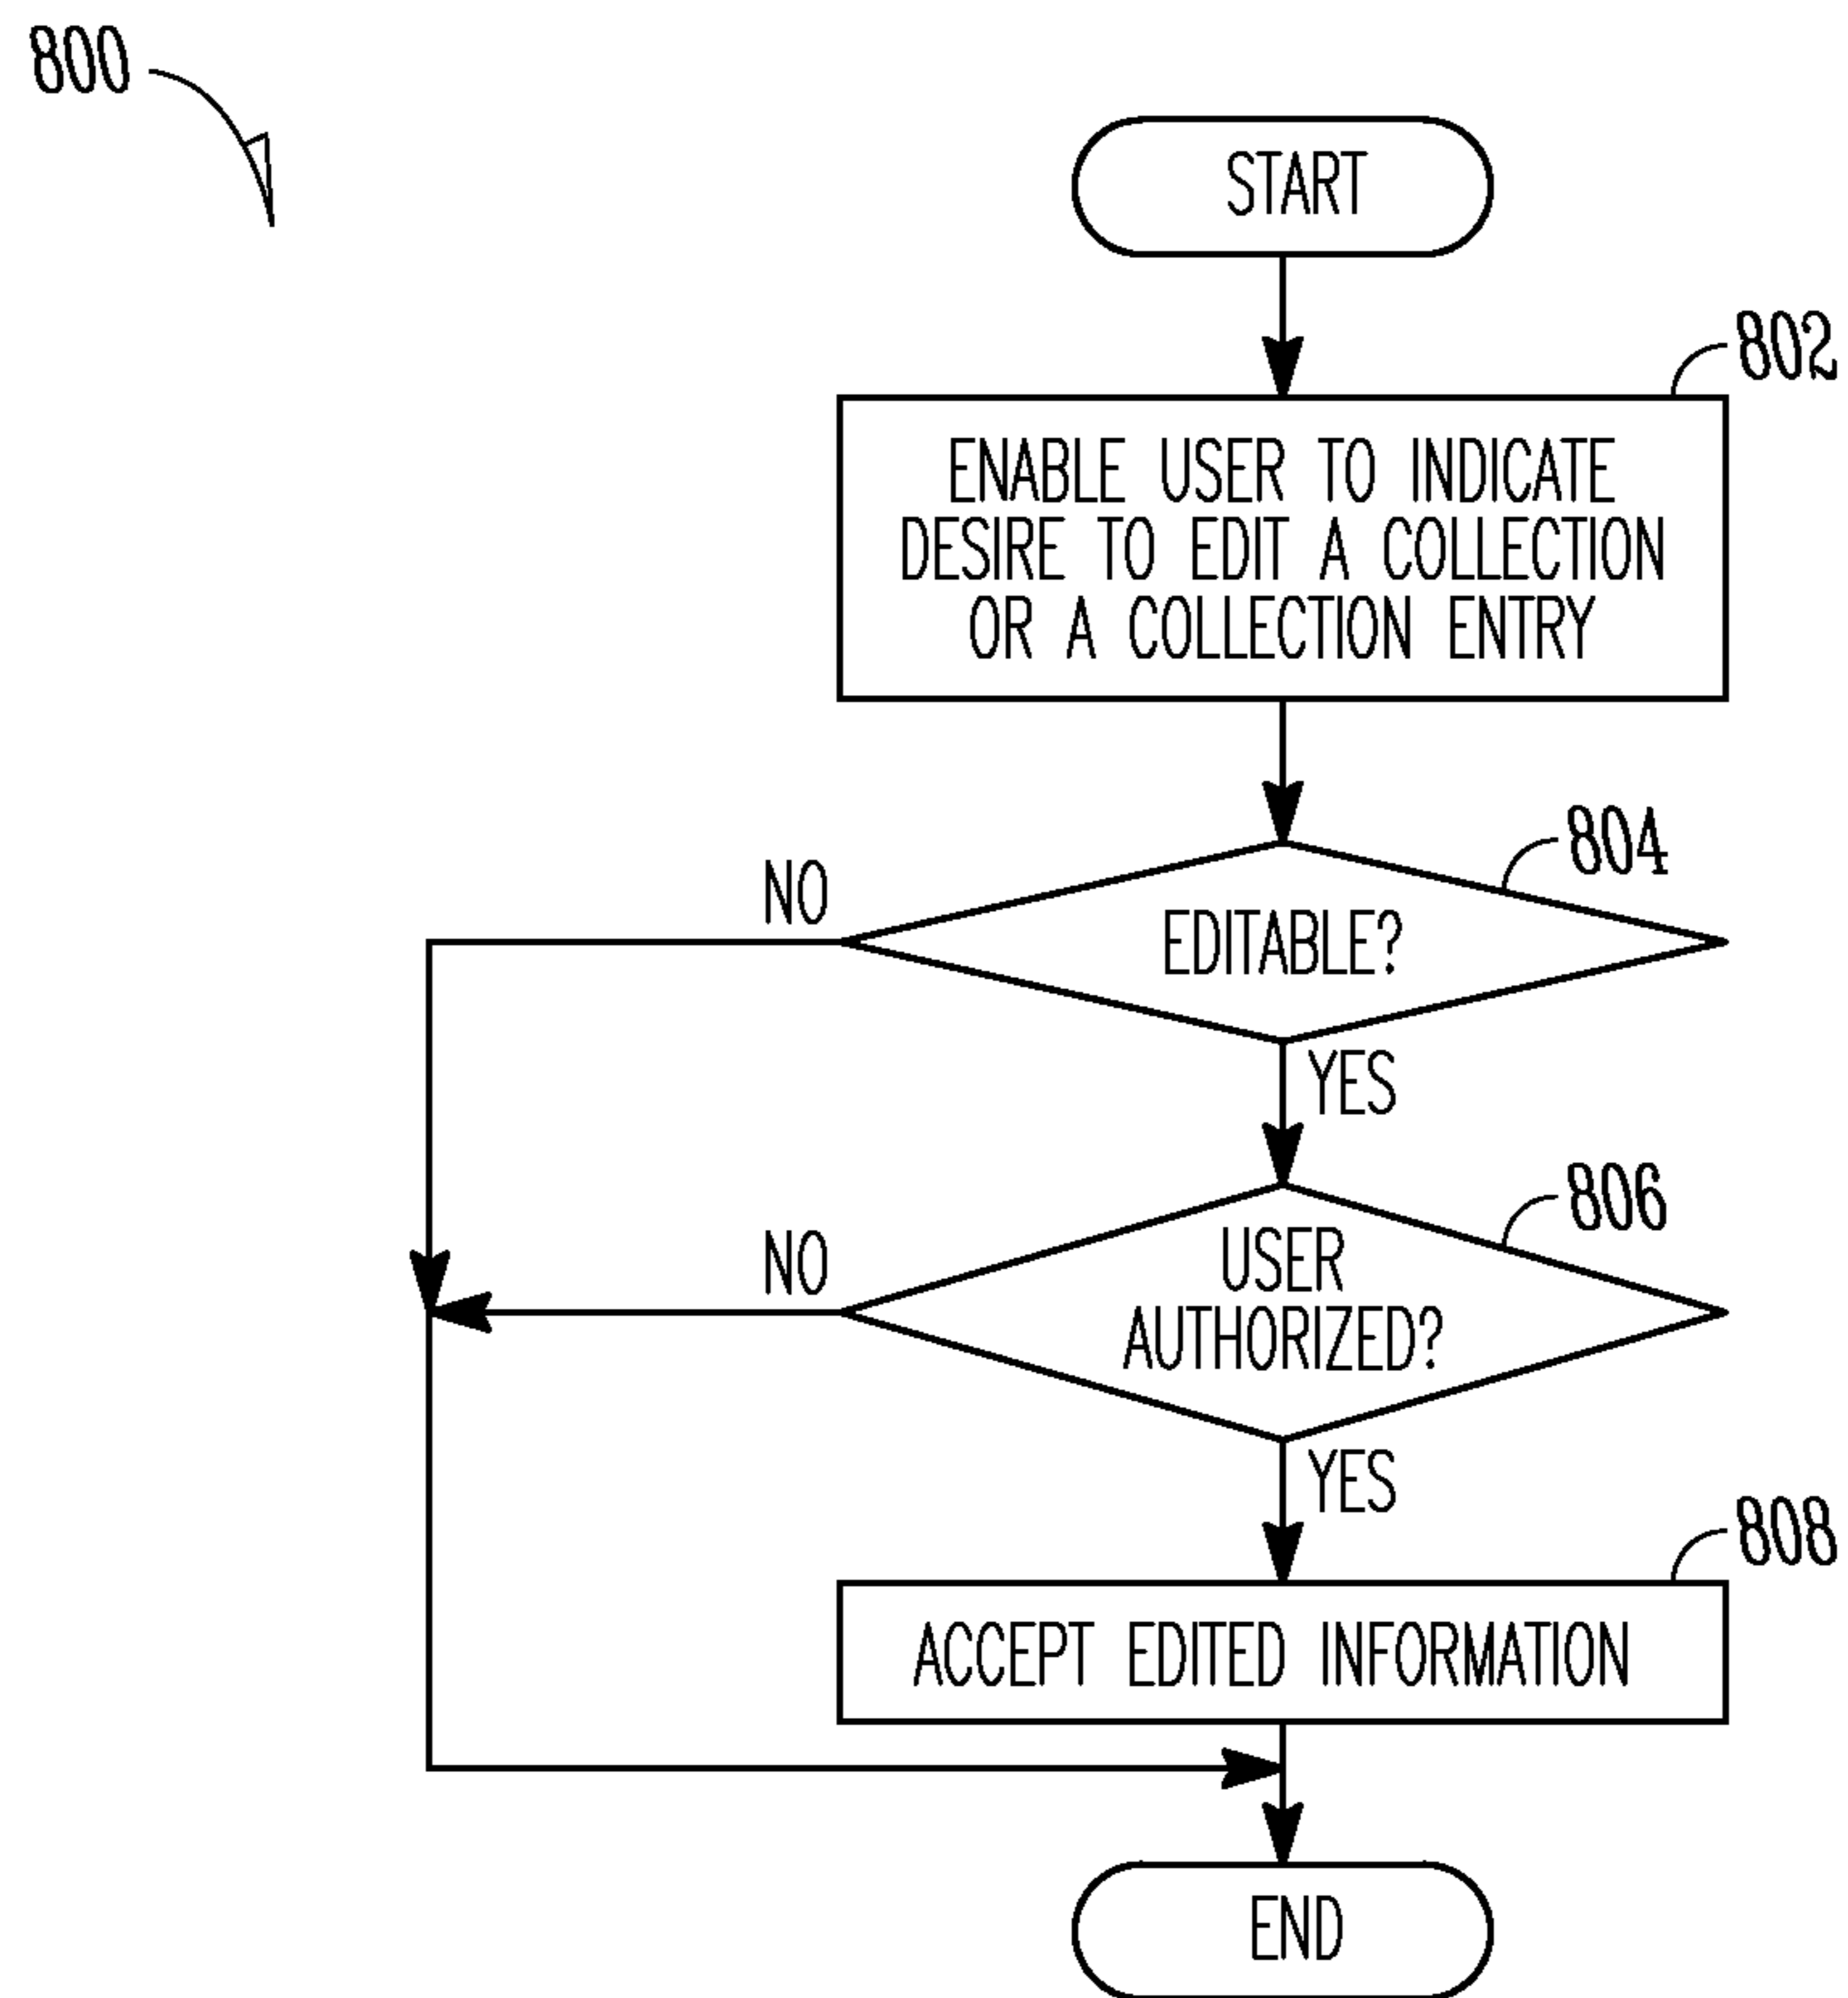 800
START
802
ENABLE USER TO INDICATE
DESIRE TO EDIT A COLLECTION
OR A COLLECTION ENTRY
804
NO
EDITABLE?
YES
806
NO
USER
AUTHORIZED?
YES
808
ACCEPT EDITED INFORMATION
END